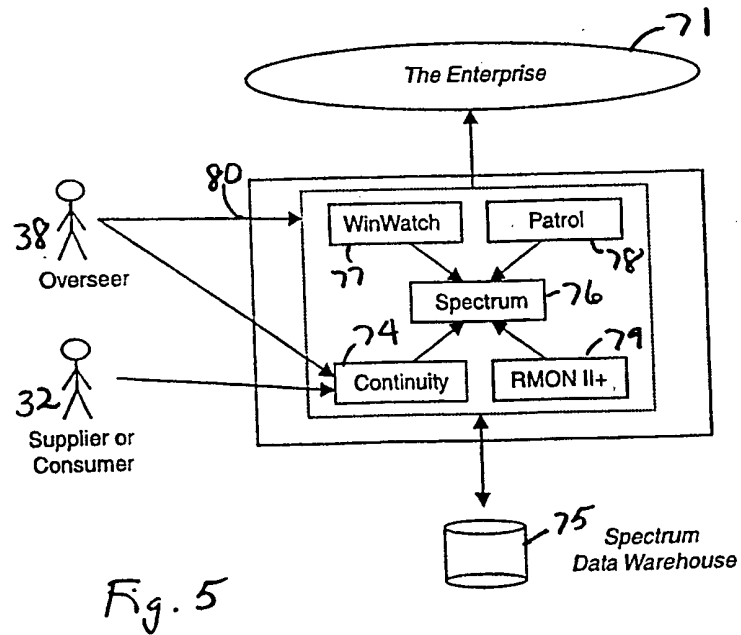 71
The Enterprise
80
38
Overseer
WinWatch
77
Patrol
78
Spectrum
76
74
Continuity
79
RMON II+
32
Supplier or
Consumer
75
Spectrum
Data Warehouse
Fig. 5